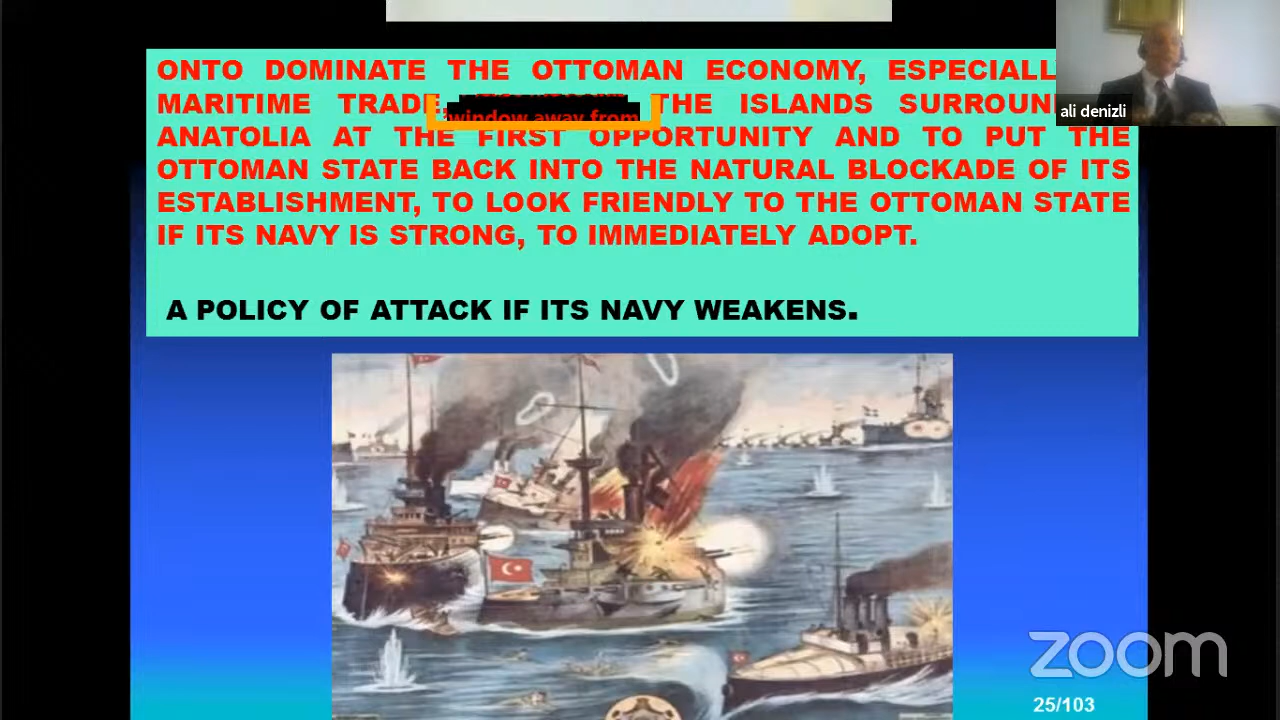 ONTO DOMINATE THE OTTOMAN ECONOMY, ESPECIALL
MARITIME TRADE, THE ISLANDS SURROUN
window away from
ANATOLIA AT THE FIRST OPPORTUNITY AND TO PUT THE
OTTOMAN STATE BACK INTO THE NATURAL BLOCKADE OF ITS
ESTABLISHMENT, TO LOOK FRIENDLY TO THE OTTOMAN STATE
IF ITS NAVY IS STRONG, TO IMMEDIATELY ADOPT.
A POLICY OF ATTACK IF ITS NAVY WEAKENS.
ali denizli
zoom
25/103